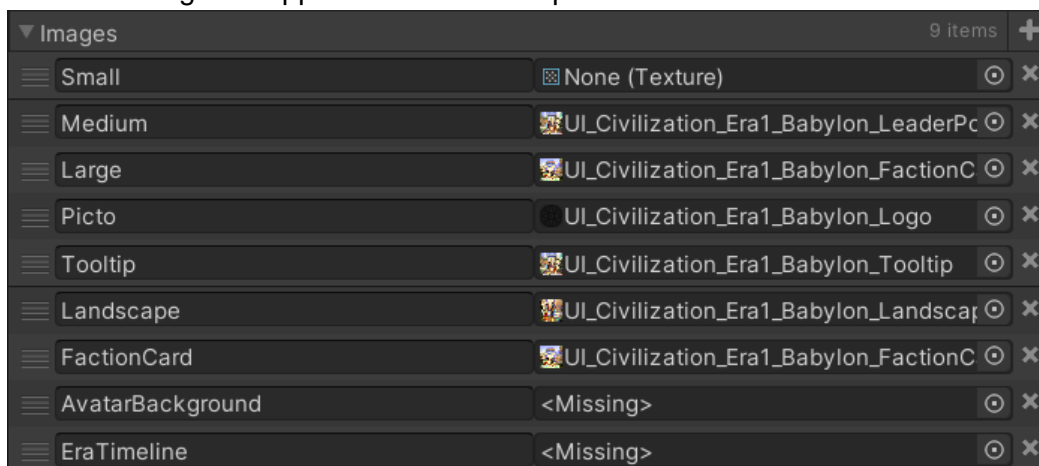 Images 9 items
Small None (Texture)
Medium UI_Civilization_Era1_Babylon_LeaderPo
Large UI_Civilization_Era1_Babylon_FactionC
Picto UI_Civilization_Era1_Babylon_Logo
Tooltip UI_Civilization_Era1_Babylon_Tooltip
Landscape UI_Civilization_Era1_Babylon_Landscap
FactionCard UI_Civilization_Era1_Babylon_FactionC
AvatarBackground <Missing>
EraTimeline <Missing>